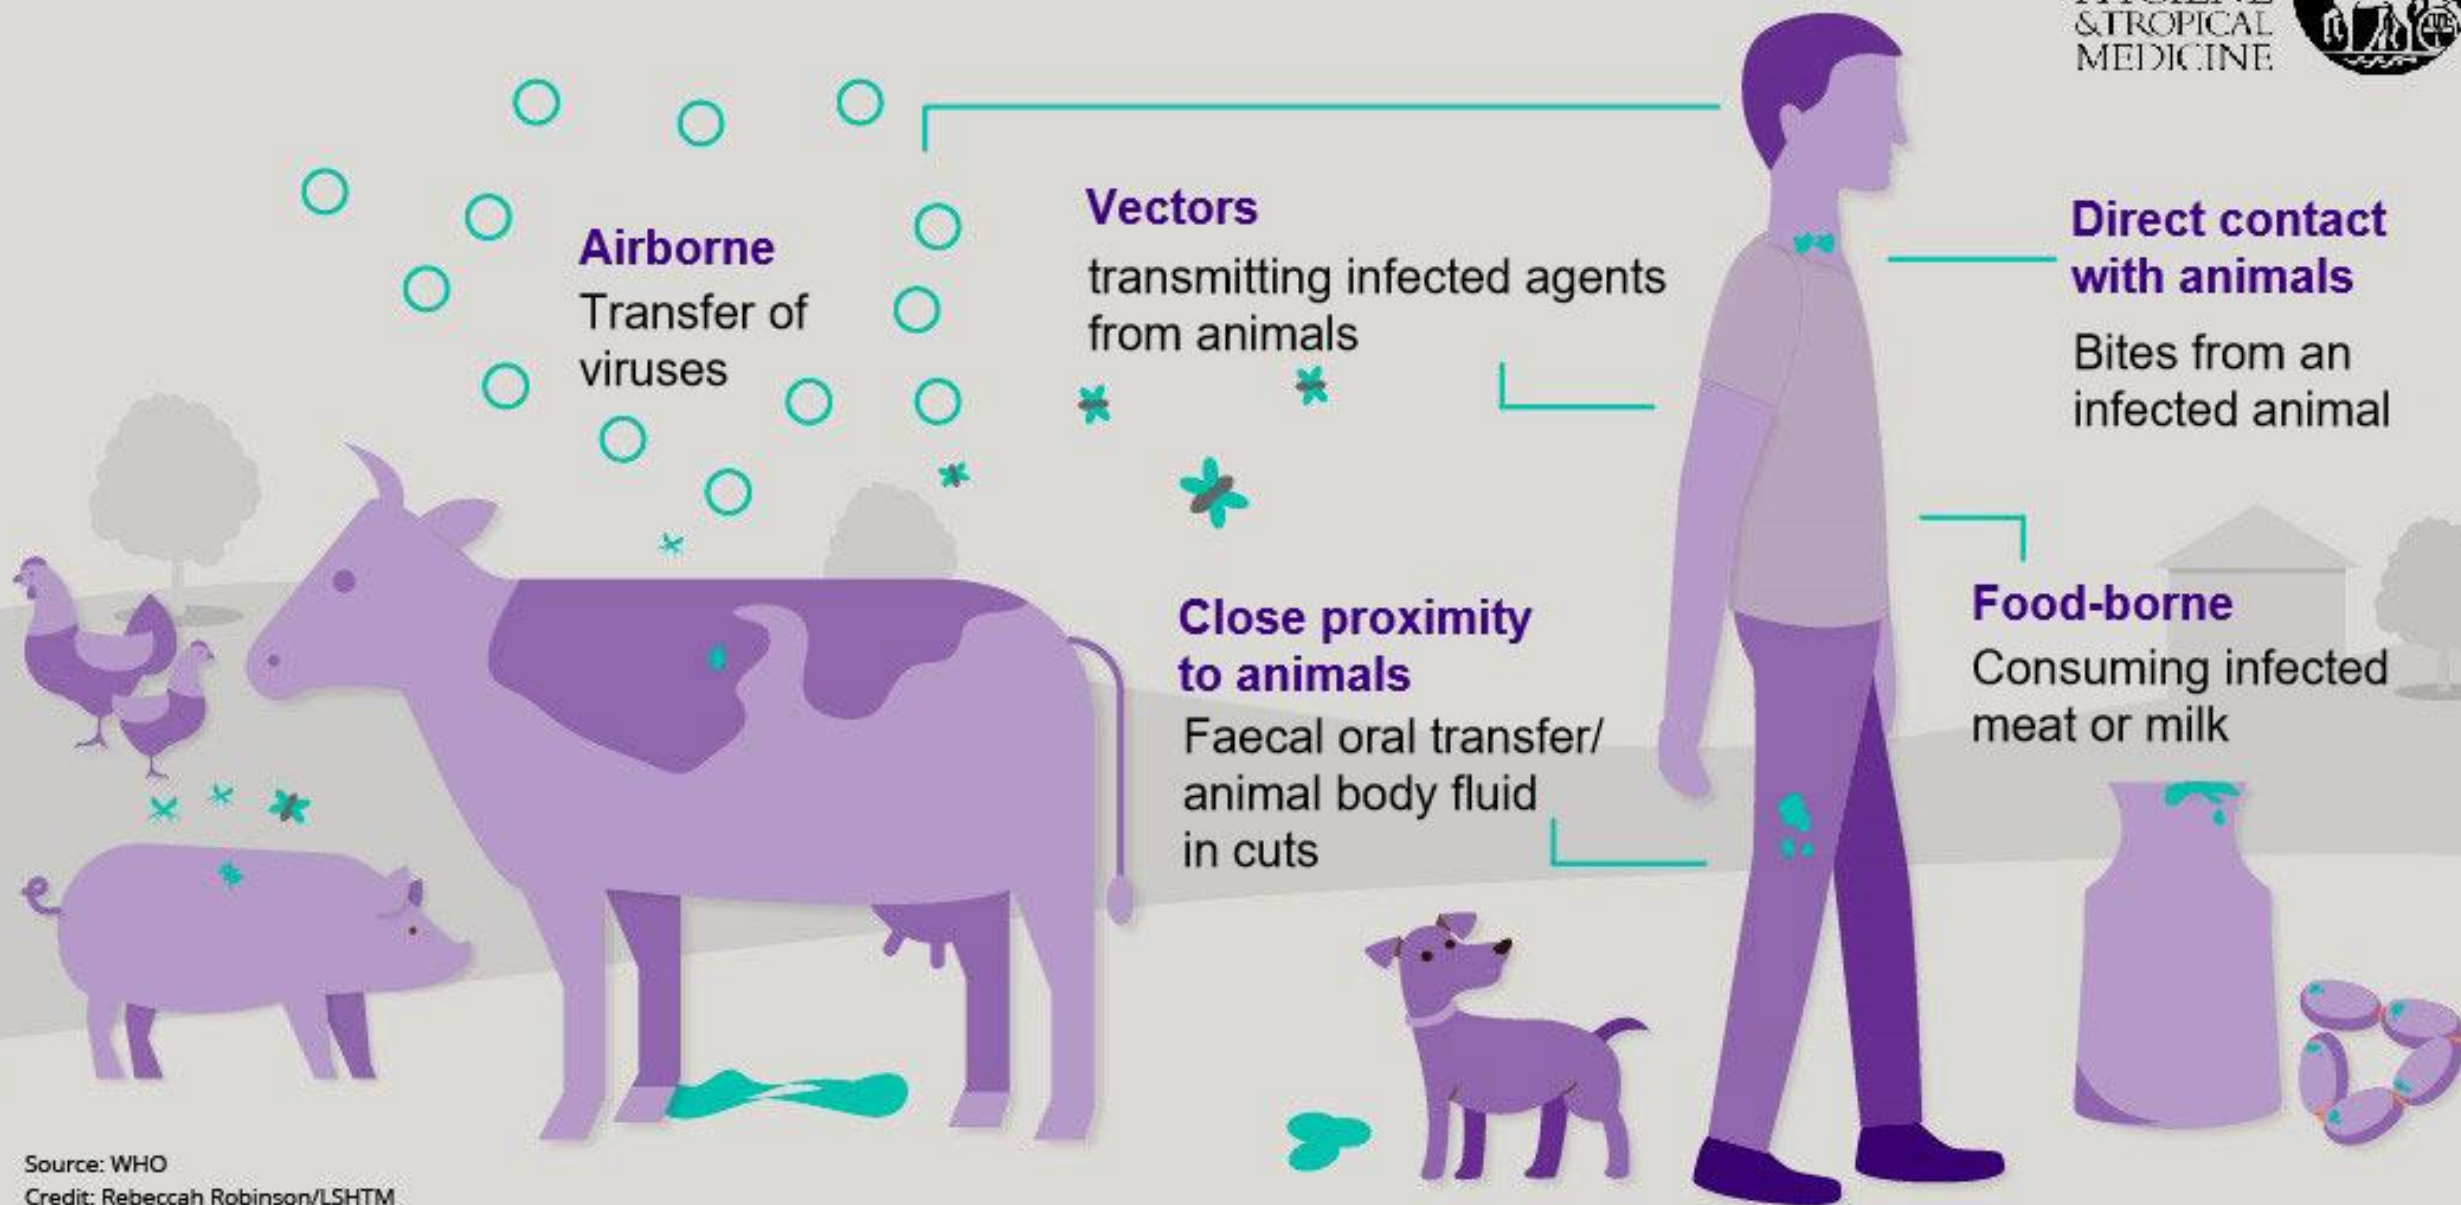 &TROPICAL
MEDICINE
Airborne
Transfer of
viruses
Vectors
transmitting infected agents
from animals
Direct contact
with animals
Bites from an
infected animal
Close proximity
to animals
Faecal oral transfer/
animal body fluid
in cuts
Food-borne
Consuming infected
meat or milk
Source: WHO
Credit: Rebeccah Robinson/LSHTM